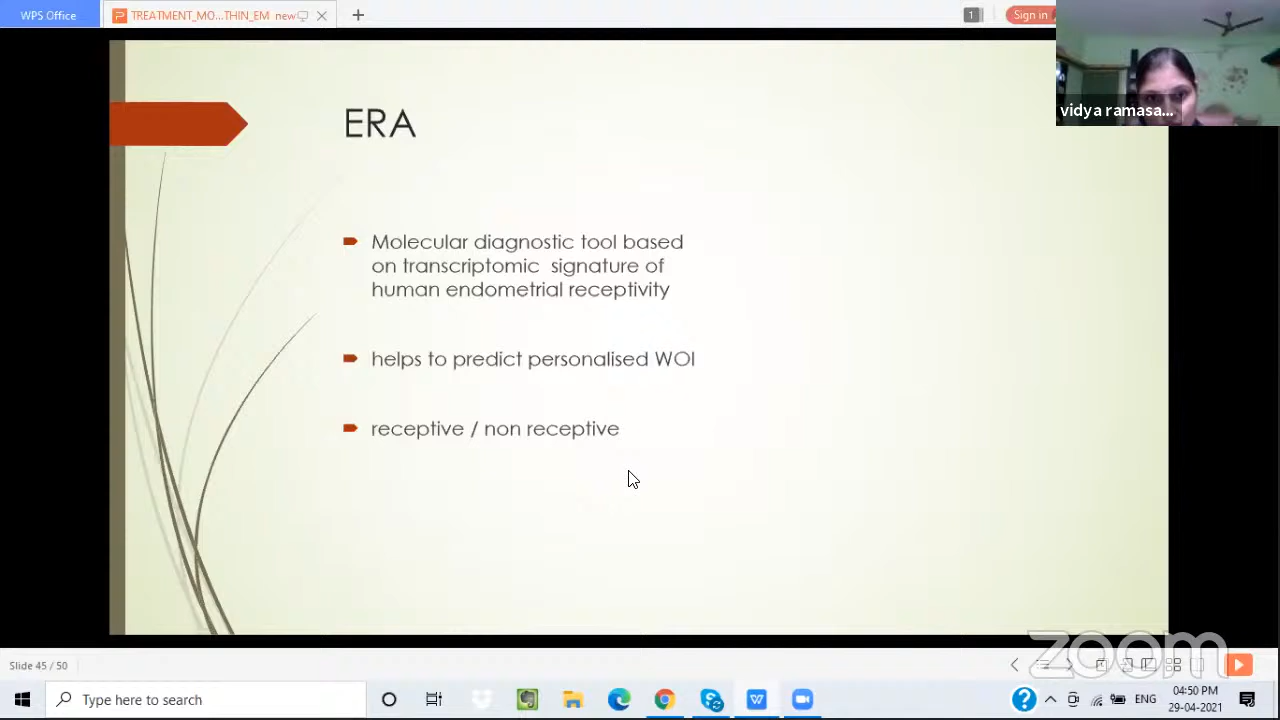 WPS Office
TREATMENT_MO...THIN_EM new
1
Sign in
vidya ramasa...
ERA
Molecular diagnostic tool based
on transcriptomic signature of
human endometrial receptivity
helps to predict personalised WOI
receptive / non receptive
zoom
Slide 45 / 50
Type here to search
ENG
04:50 PM
29-04-2021